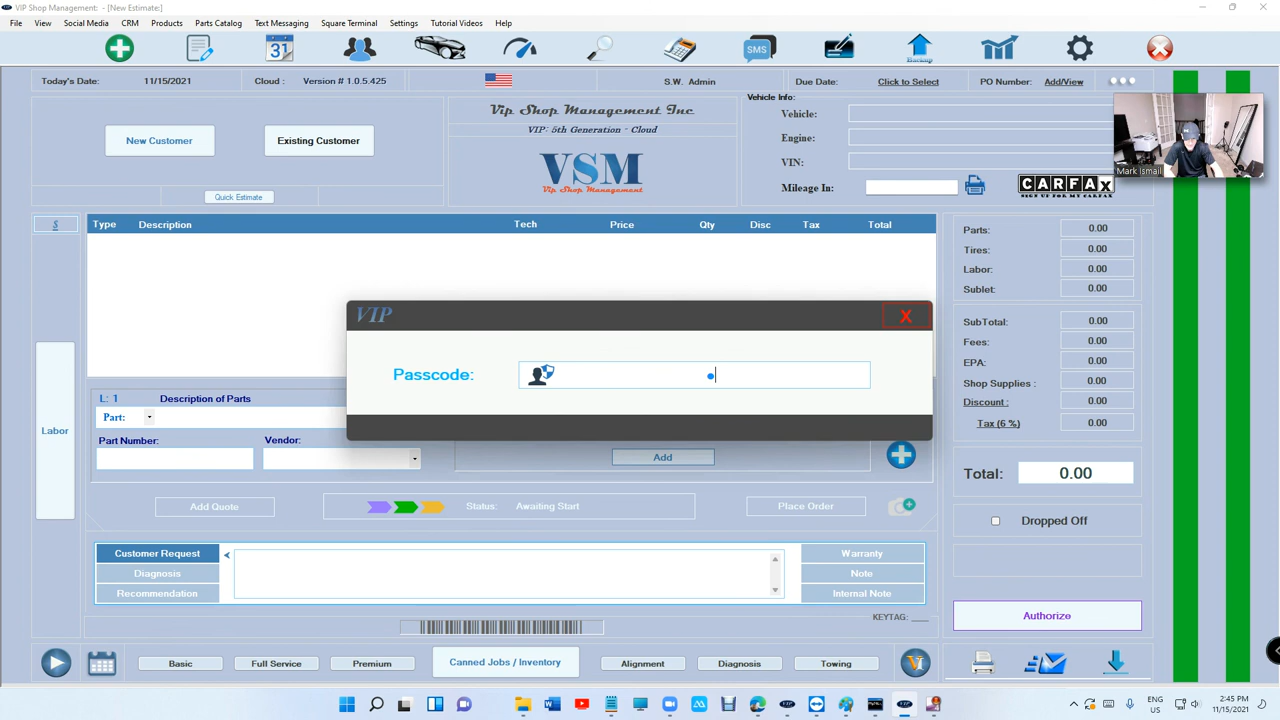 VIP Shop Management: - [New Estimate:]
File View Social Media CRM Products Parts Catalog Text Messaging Square Terminal Settings Tutorial Videos Help
31 SMS Backup
Today's Date: 11/15/2021 Cloud : Version # 1.0.5.425 S.W. Admin Due Date: Click to Select PO Number: Add/View
New Customer Existing Customer
Quick Estimate
Vip Shop Management Inc
VIP: 5th Generation - Cloud
VSM
Vip Shop Management
Vehicle Info:
Vehicle:
Engine:
VIN:
Mileage In:
CARFAX
SIGN UP FOR MY CARFAX
Mark Ismail
$ Type Description Tech Price Qty Disc Tax Total
Parts: 0.00
Tires: 0.00
Labor: 0.00
Sublet: 0.00
SubTotal: 0.00
Fees: 0.00
EPA: 0.00
Shop Supplies : 0.00
Discount : 0.00
Tax (6 %) 0.00
Total: 0.00
Dropped Off
Authorize
VIP X
Passcode:
Labor
L: 1 Description of Parts
Part:
Part Number: Vendor:
Add
Add Quote Status: Awaiting Start Place Order
Customer Request < Warranty
Diagnosis Note
Recommendation Internal Note
KEYTAG: ____
Basic Full Service Premium Canned Jobs / Inventory Alignment Diagnosis Towing
ENG
US
2:45 PM
11/15/2021